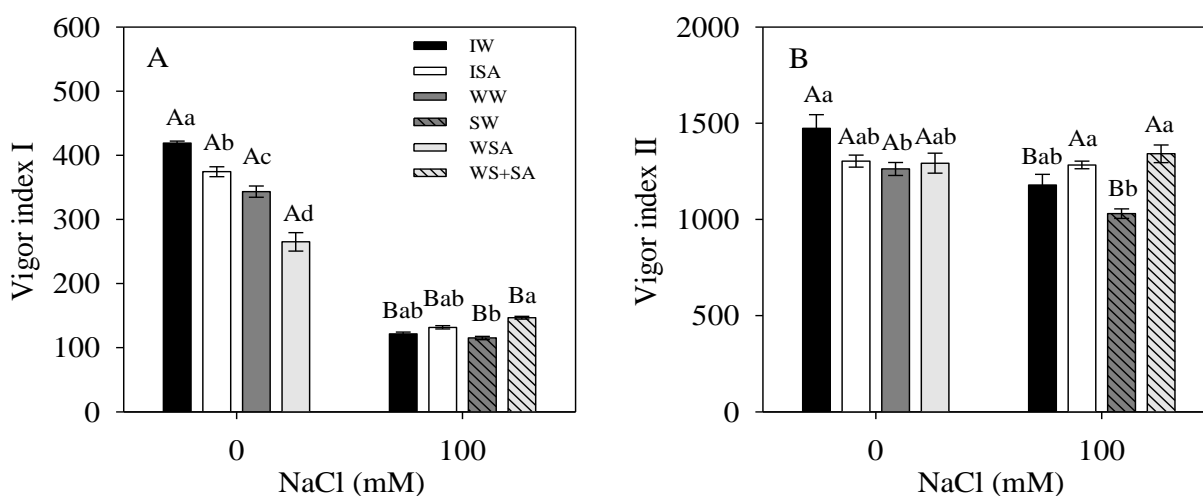 A
600
500
400
300
200
100
0
Vigor index I
Aa
Ab
Ac
Ad
Bab
Bab
Bb
Ba
IW
ISA
WW
SW
WSA
WS+SA
0
100
NaCl (mM)
B
2000
1500
1000
500
0
Vigor index II
Aa
Aab
Ab
Aab
Bab
Aa
Bb
Aa
0
100
NaCl (mM)